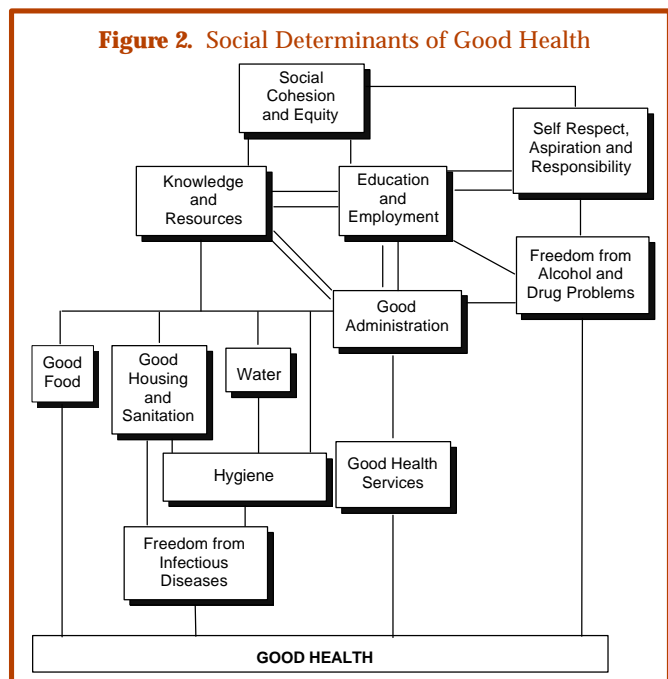 Figure 2. Social Determinants of Good Health
Social
Cohesion
and Equity
Self Respect,
Aspiration and
Responsibility
Knowledge
and
Resources
Education
and
Employment
Freedom from
Alcohol and
Drug Problems
Good
Administration
Good
Food
Good
Housing
and
Sanitation
Water
Hygiene
Good Health
Services
Freedom from
Infectious
Diseases
GOOD HEALTH